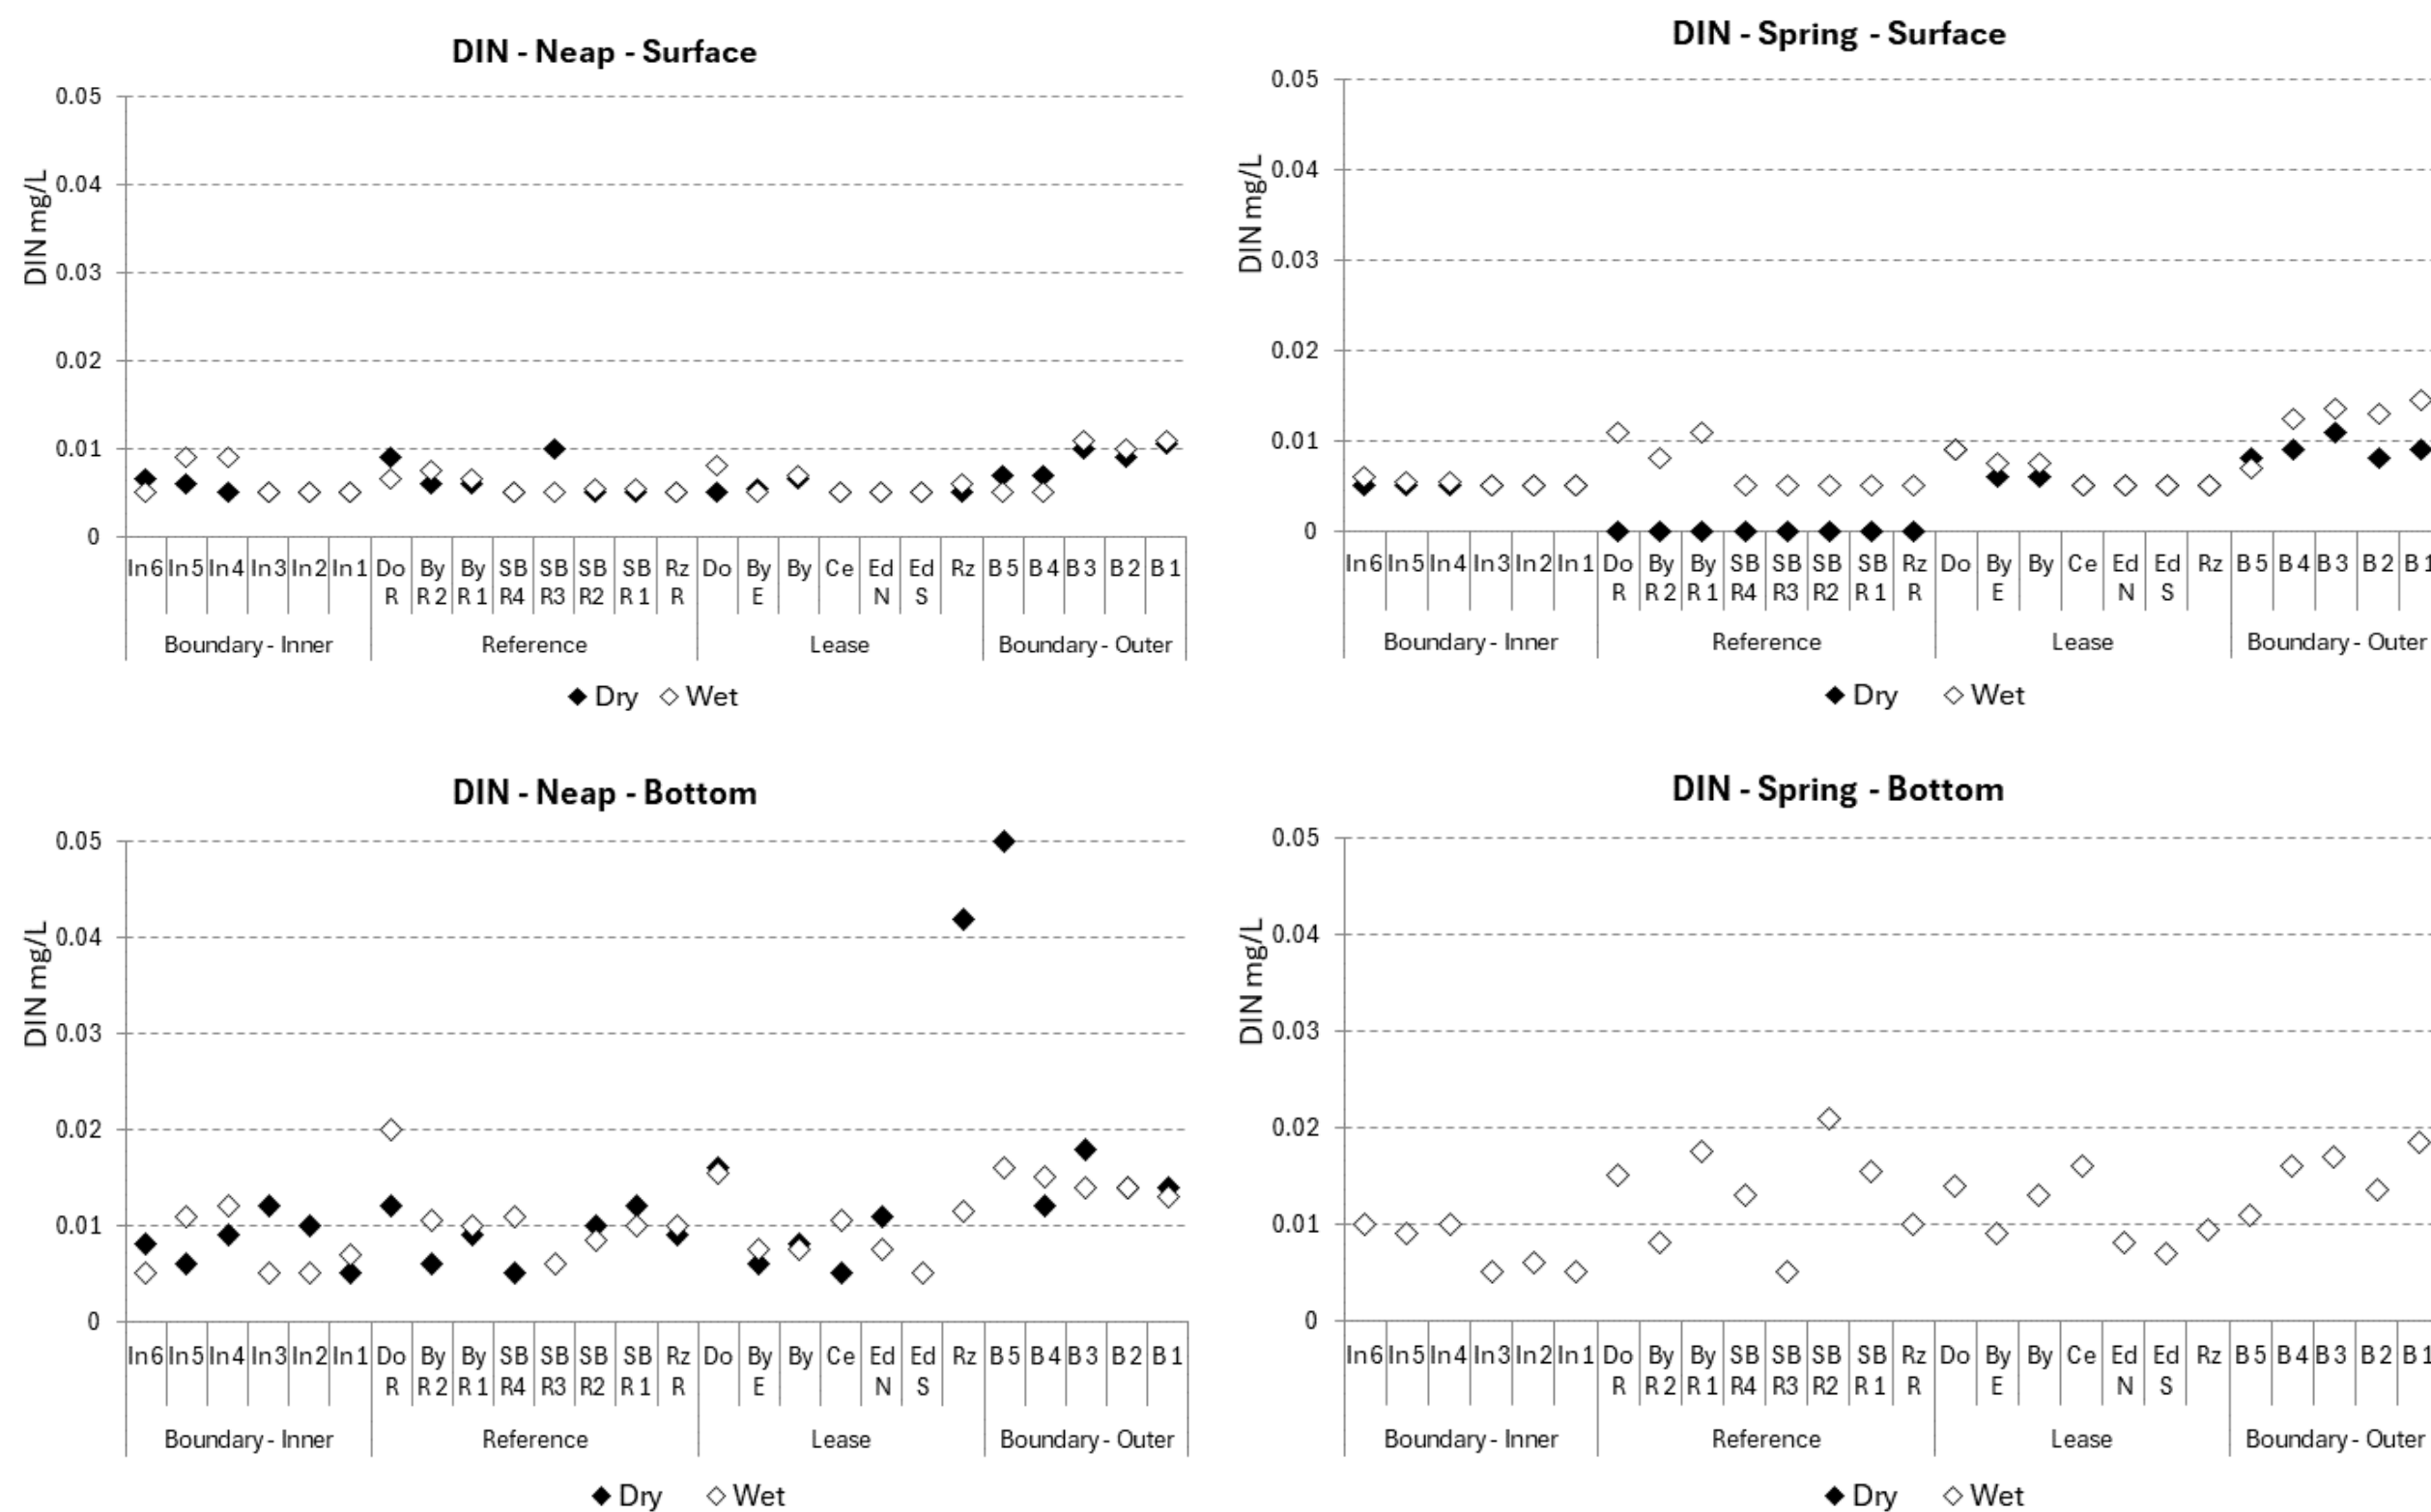 DIN - Neap - Surface
DIN mg/L
0.05
0.04
0.03
0.02
0.01
0
In6 In5 In4 In3 In2 In1 Do By By SB SB SB SB Rz Do By By Ce Ed Ed Rz B5 B4 B3 B2 B1
R R2 R1 R4 R3 R2 R1 R E N S
Boundary - Inner Reference Lease Boundary - Outer
Dry Wet
DIN - Spring - Surface
DIN mg/L
0.05
0.04
0.03
0.02
0.01
0
In6 In5 In4 In3 In2 In1 Do By By SB SB SB SB Rz Do By By Ce Ed Ed Rz B5 B4 B3 B2 B1
R R2 R1 R4 R3 R2 R1 R E N S
Boundary - Inner Reference Lease Boundary - Outer
Dry Wet
DIN - Neap - Bottom
DIN mg/L
0.05
0.04
0.03
0.02
0.01
0
In6 In5 In4 In3 In2 In1 Do By By SB SB SB SB Rz Do By By Ce Ed Ed Rz B5 B4 B3 B2 B1
R R2 R1 R4 R3 R2 R1 R E N S
Boundary - Inner Reference Lease Boundary - Outer
Dry Wet
DIN - Spring - Bottom
DIN mg/L
0.05
0.04
0.03
0.02
0.01
0
In6 In5 In4 In3 In2 In1 Do By By SB SB SB SB Rz Do By By Ce Ed Ed Rz B5 B4 B3 B2 B1
R R2 R1 R4 R3 R2 R1 R E N S
Boundary - Inner Reference Lease Boundary - Outer
Dry Wet